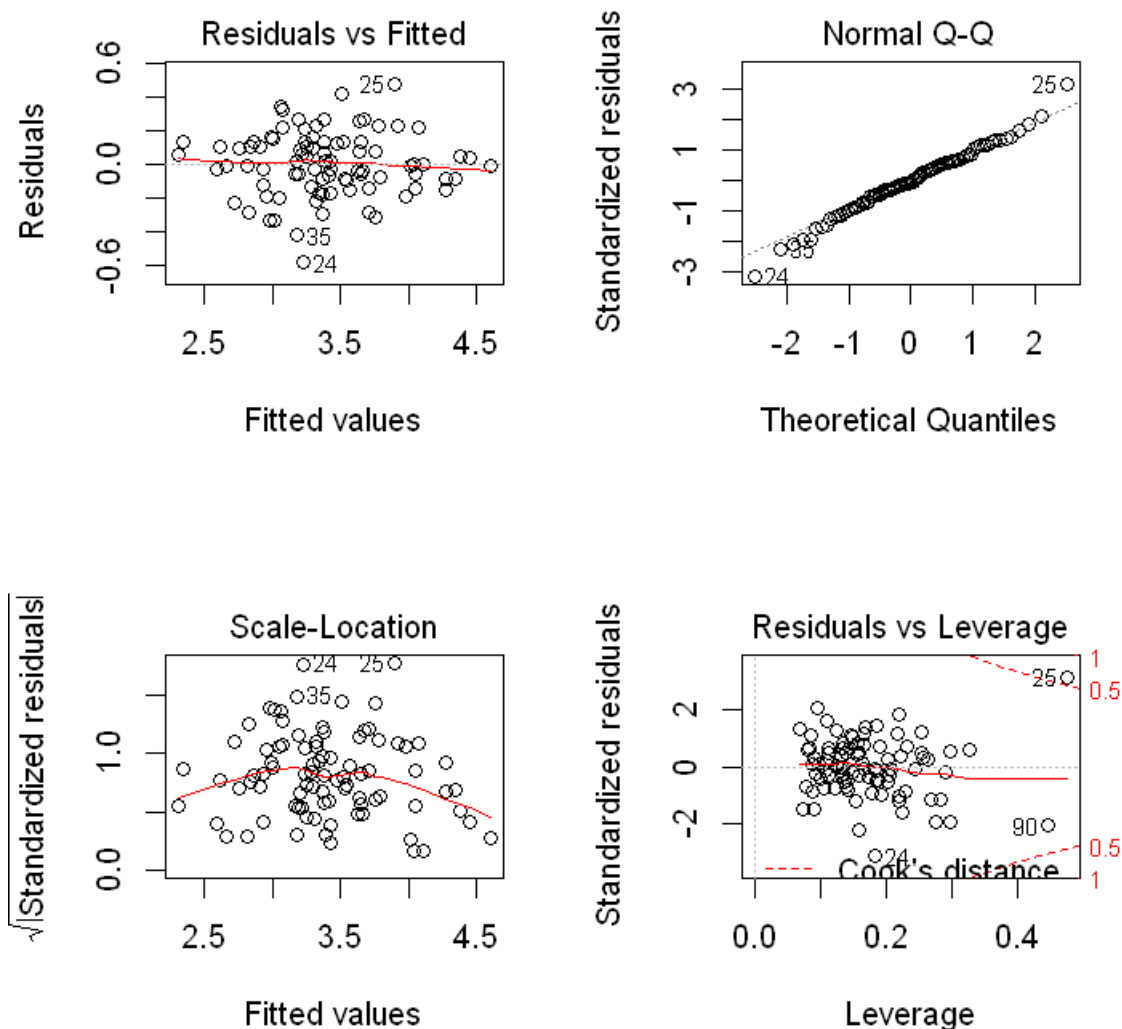 Residuals vs Fitted
Residuals
0.6
0.0
-0.6
25
35
24
2.5 3.5 4.5
Fitted values
Normal Q-Q
Standardized residuals
3
1
-1
-3
25
35
24
-2 -1 0 1 2
Theoretical Quantiles
Scale-Location
√|Standardized residuals|
1.0
0.0
24 25
35
2.5 3.5 4.5
Fitted values
Residuals vs Leverage
Standardized residuals
2
0
-2
1
0.5
25
90
24
0.5
1
Cook's distance
0.0 0.2 0.4
Leverage